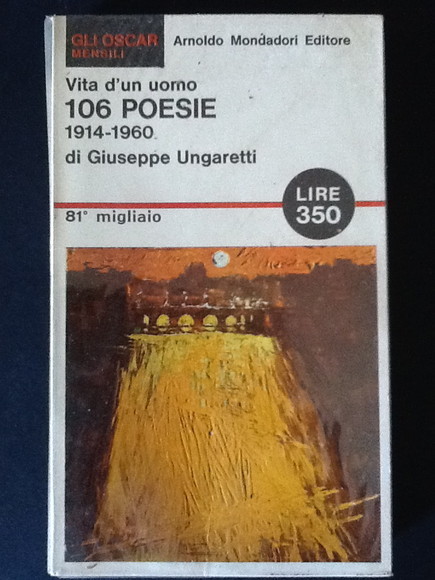 GLI OSCAR
MENSILI
Arnoldo Mondadori Editore
Vita d'un uomo
106 POESIE
1914-1960
di Giuseppe Ungaretti
LIRE
350
81° migliaio